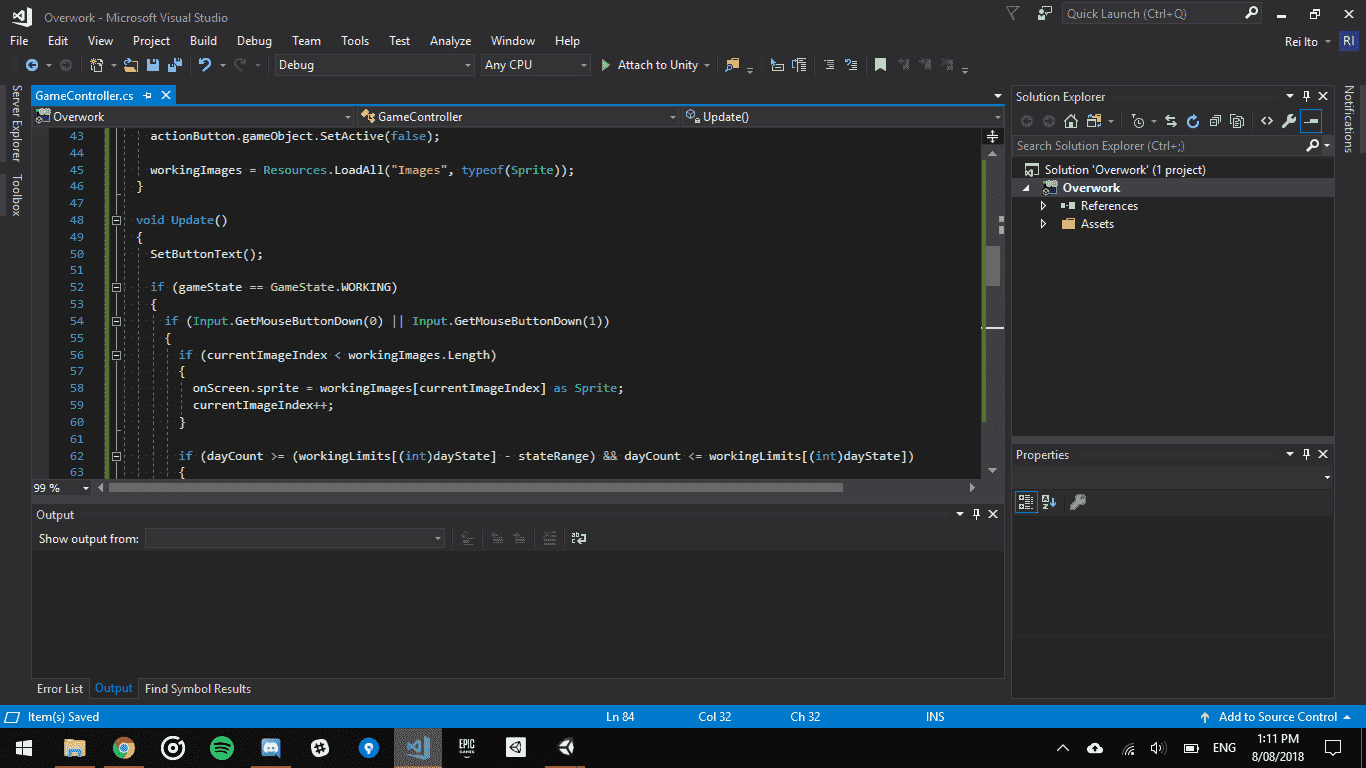 Overwork - Microsoft Visual Studio
Quick Launch (Ctrl+Q)
File Edit View Project Build Debug Team Tools Test Analyze Window Help
Rei Ito RI
Debug Any CPU Attach to Unity
Server Explorer
Toolbox
GameController.cs
Overwork GameController Update()
43 actionButton.gameObject.SetActive(false);
44
45 workingImages = Resources.LoadAll("Images", typeof(Sprite));
46 }
47
48 void Update()
49 {
50 SetButtonText();
51
52 if (gameState == GameState.WORKING)
53 {
54 if (Input.GetMouseButtonDown(0) || Input.GetMouseButtonDown(1))
55 {
56 if (currentImageIndex < workingImages.Length)
57 {
58 onScreen.sprite = workingImages[currentImageIndex] as Sprite;
59 currentImageIndex++;
60 }
61
62 if (dayCount >= (workingLimits[(int)dayState] - stateRange) && dayCount <= workingLimits[(int)dayState])
63 {
99 %
Output
Show output from:
Error List Output Find Symbol Results
Solution Explorer
Search Solution Explorer (Ctrl+;)
Solution 'Overwork' (1 project)
Overwork
References
Assets
Properties
Notifications
Item(s) Saved Ln 84 Col 32 Ch 32 INS Add to Source Control
EPIC GAMES
ENG
1:11 PM
8/08/2018